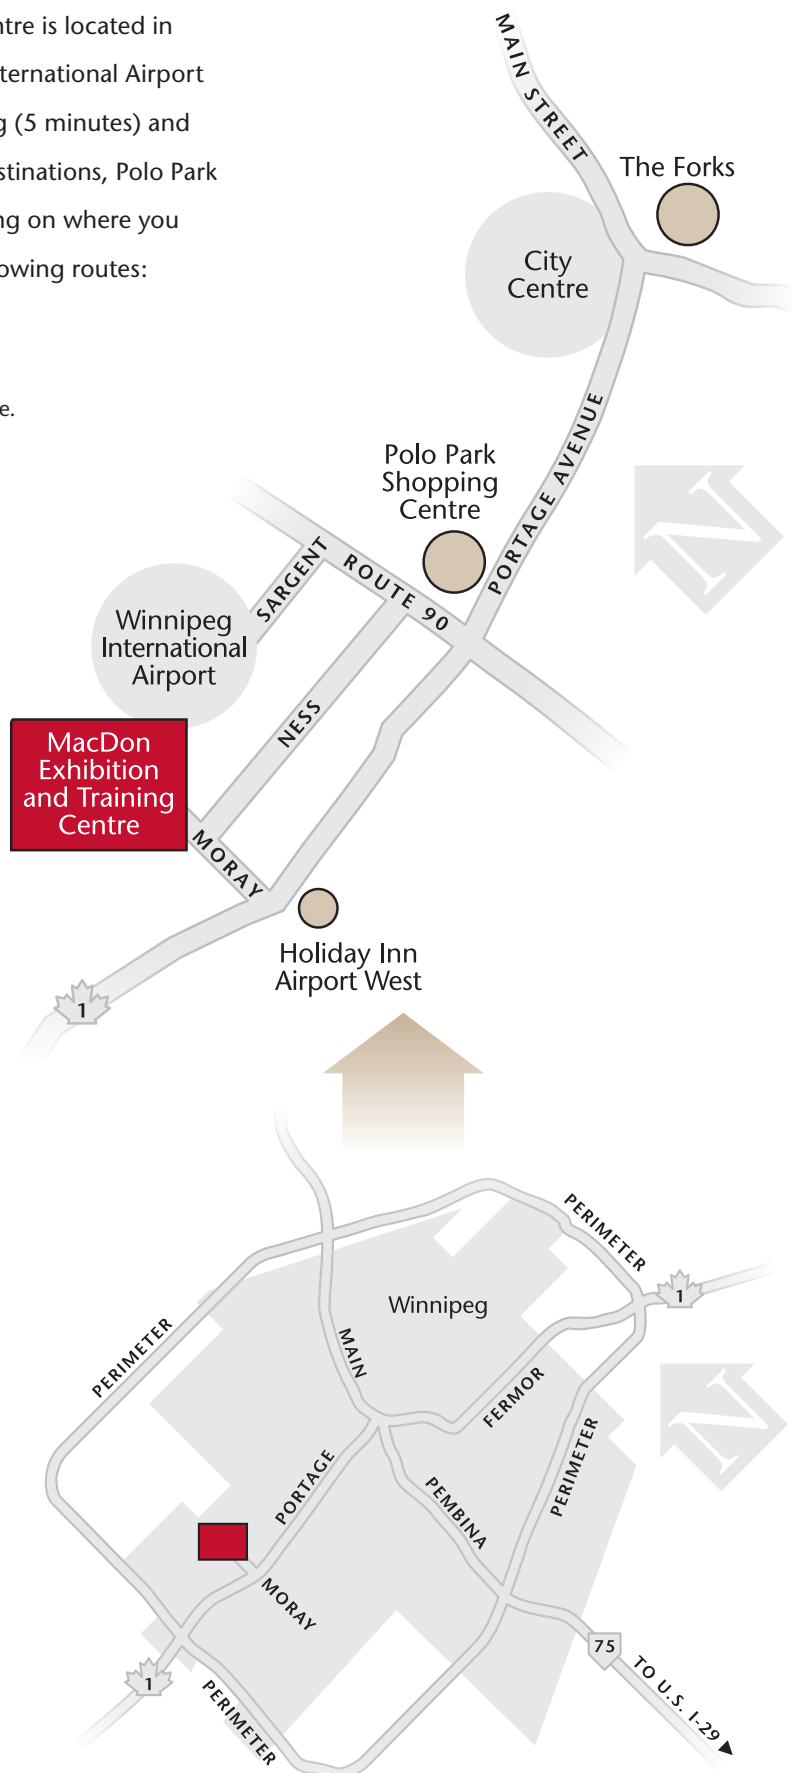 ntre is located in
ternational Airport
g (5 minutes) and
stinations, Polo Park
ng on where you
owing routes:
e.
MAIN STREET
The Forks
City
Centre
PORTAGE AVENUE
Polo Park
Shopping
Centre
N
SARGENT
ROUTE 90
Winnipeg
International
Airport
NESS
MacDon
Exhibition
and Training
Centre
MORAY
Holiday Inn
Airport West
1
PERIMETER
1
Winnipeg
PERIMETER
MAIN
FERMOR
N
PORTAGE
PEMBINA
PERIMETER
MORAY
75
1
PERIMETER
TO U.S. I-29